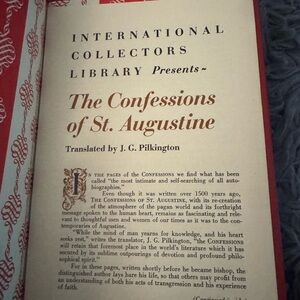 INTERNATIONAL
COLLECTORS
LIBRARY Presents~
The Confessions
of St. Augustine
Translated by J. G. Pilkington
IN THE PAGES of the CONFESSIONS we find what has been
called "the most intimate and self-searching of all auto-
biographies."
Even though it was written over 1500 years ago,
THE CONFESSIONS OF ST. AUGUSTINE, with its re-creation
of the atmosphere of the pagan world and its forthright
message spoken to the human heart, remains as fascinating and rele-
vant to thoughtful men and women of our times as it was to the con-
temporaries of Augustine.
"While the mind of man yearns for knowledge, and his heart
seeks rest," writes the translator, J. G. Pilkington, "the CONFESSIONS
will retain that foremost place in the world's literature which it has
secured by its sublime outpourings of devotion and profound philo-
sophical spirit."
For in these pages, written shortly before he became bishop, the
distinguished author lays bare his life, so that others may profit from
an understanding of both his acts of transgression and his experience
of faith.